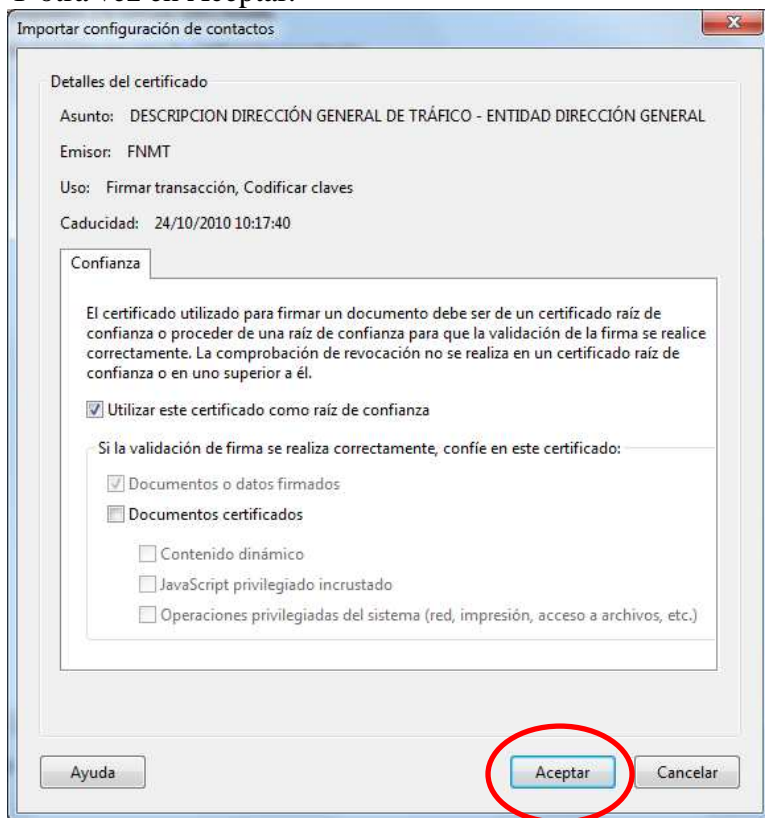 Y otra vez en Aceptar.
Importar configuración de contactos
Detalles del certificado
Asunto: DESCRIPCION DIRECCIÓN GENERAL DE TRÁFICO - ENTIDAD DIRECCIÓN GENERAL
Emisor: FNMT
Uso: Firmar transacción, Codificar claves
Caducidad: 24/10/2010 10:17:40
Confianza
El certificado utilizado para firmar un documento debe ser de un certificado raíz de
confianza o proceder de una raíz de confianza para que la validación de la firma se realice
correctamente. La comprobación de revocación no se realiza en un certificado raíz de
confianza o en uno superior a él.
Utilizar este certificado como raíz de confianza
Si la validación de firma se realiza correctamente, confíe en este certificado:
Documentos o datos firmados
Documentos certificados
Contenido dinámico
JavaScript privilegiado incrustado
Operaciones privilegiadas del sistema (red, impresión, acceso a archivos, etc.)
Ayuda Aceptar Cancelar